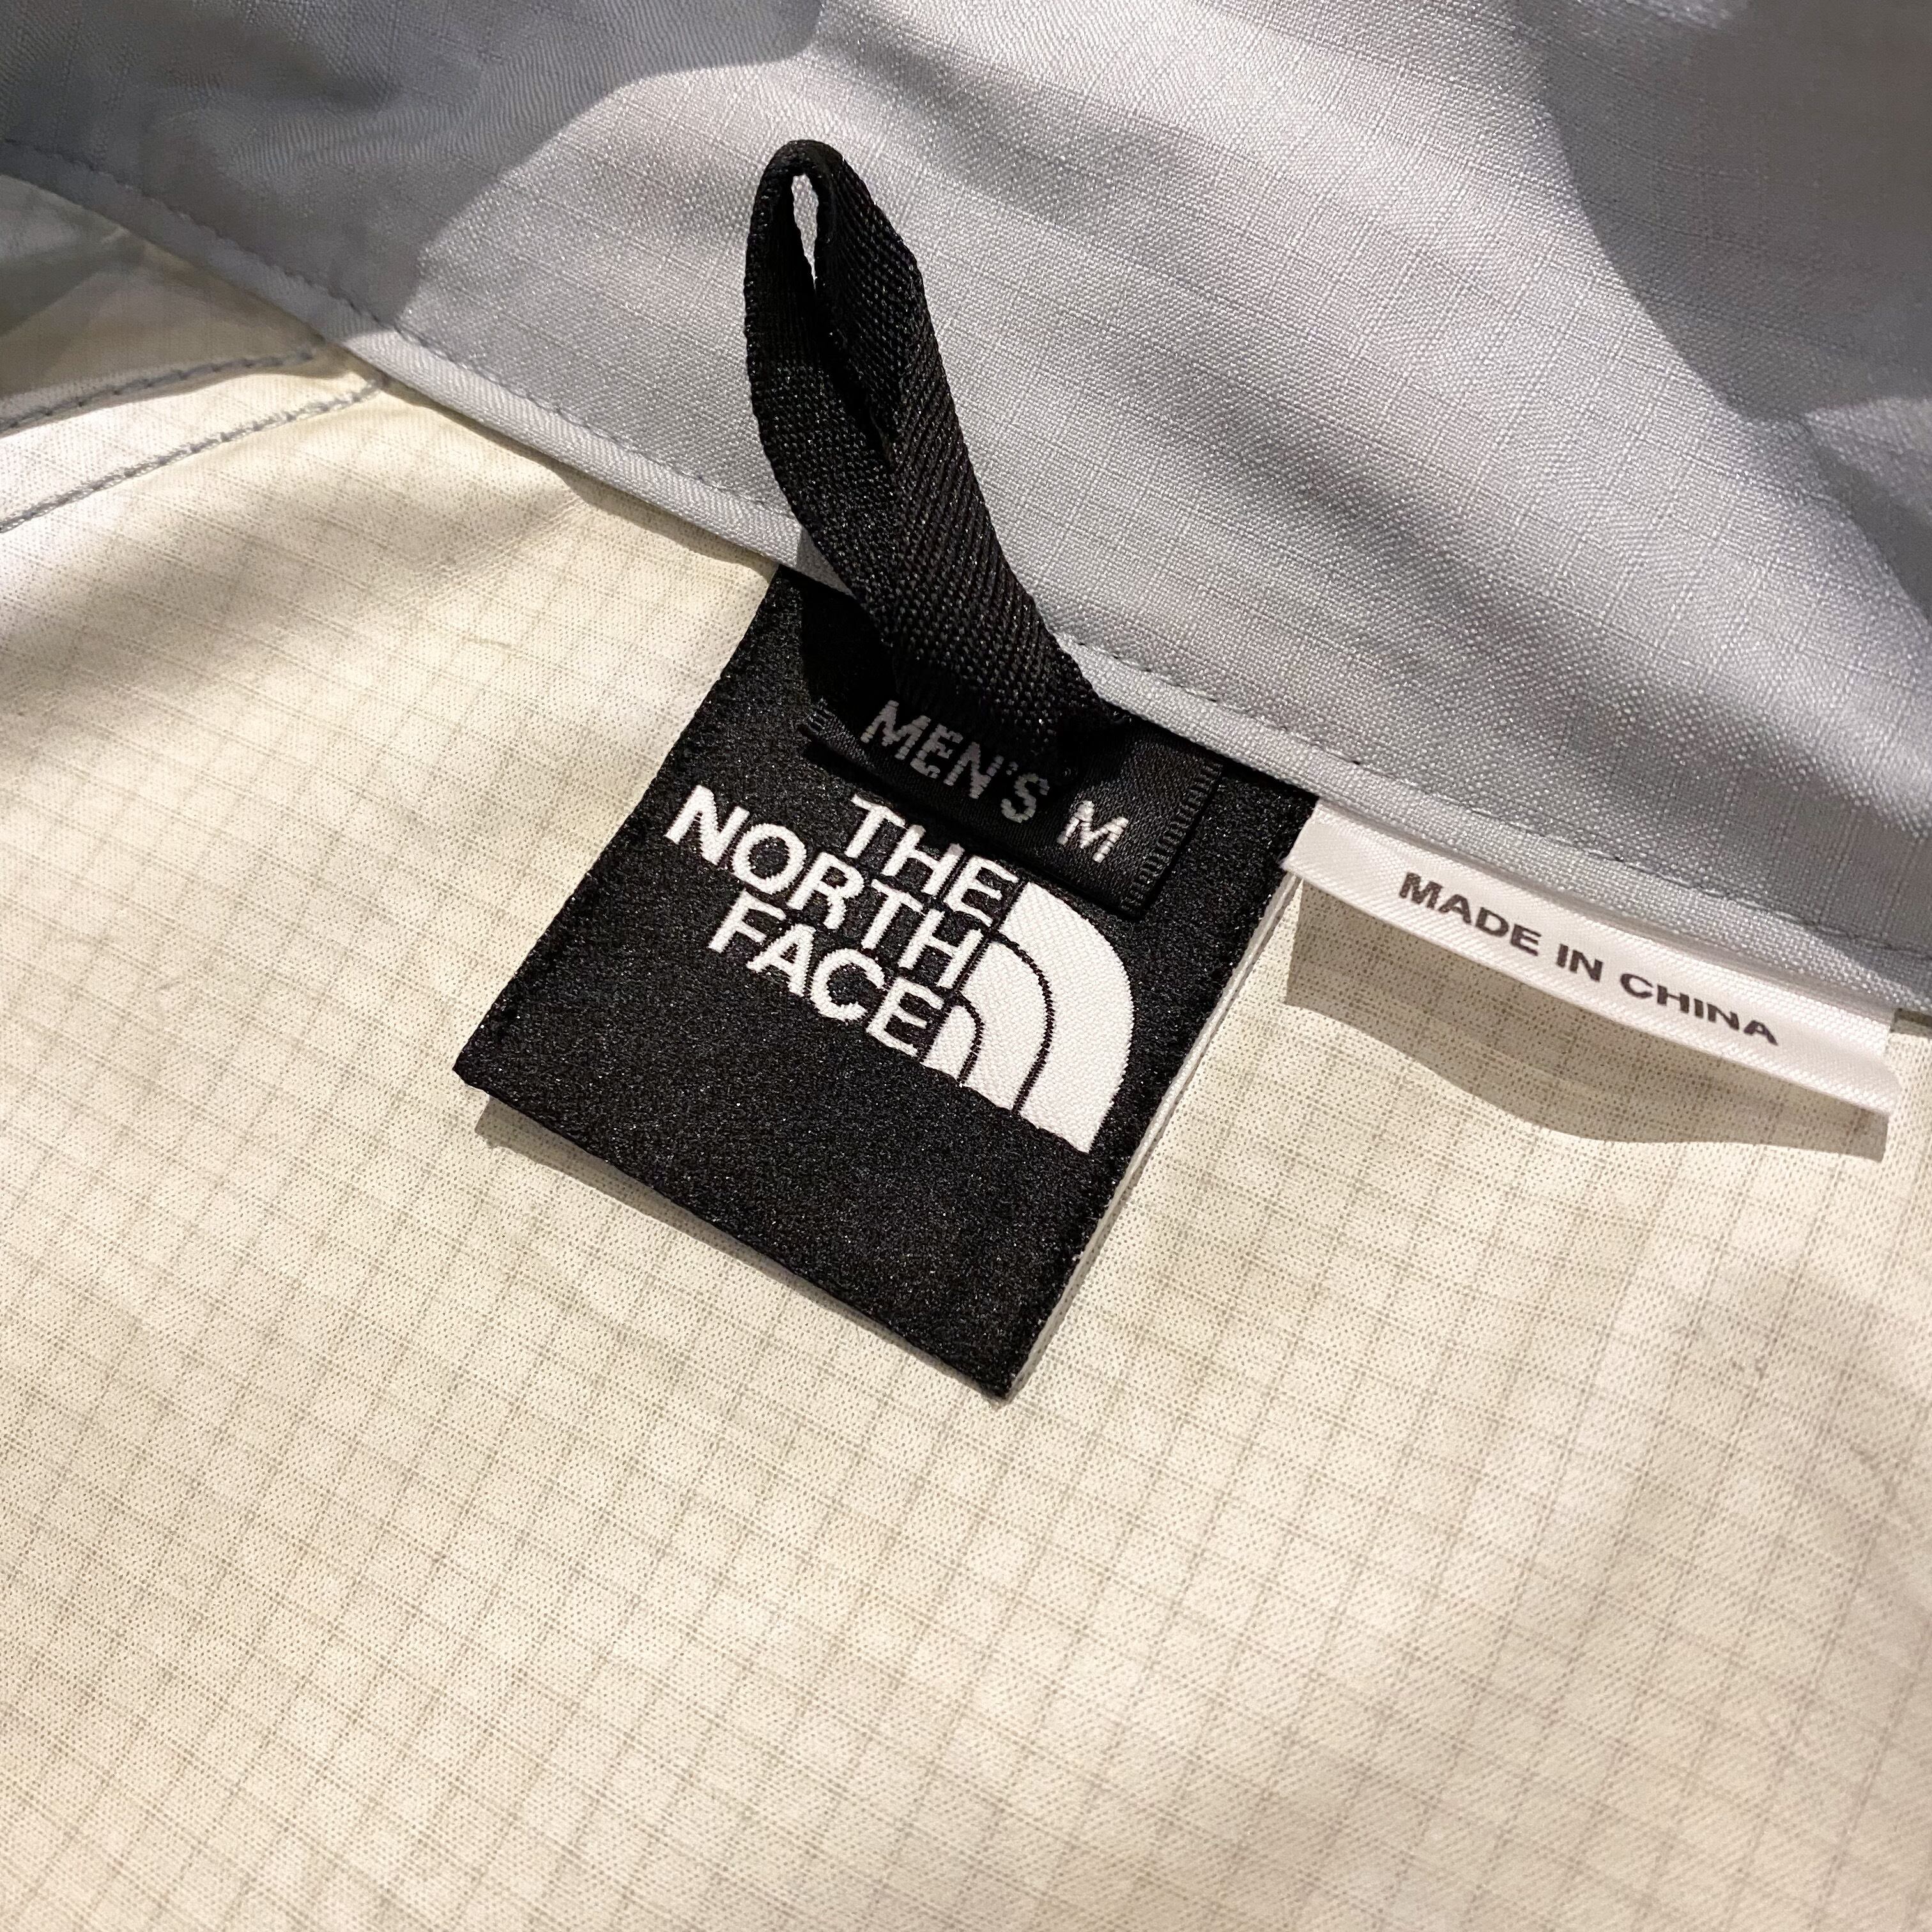 MEN'S M
THE
NORTH
FACE
MADE IN CHINA